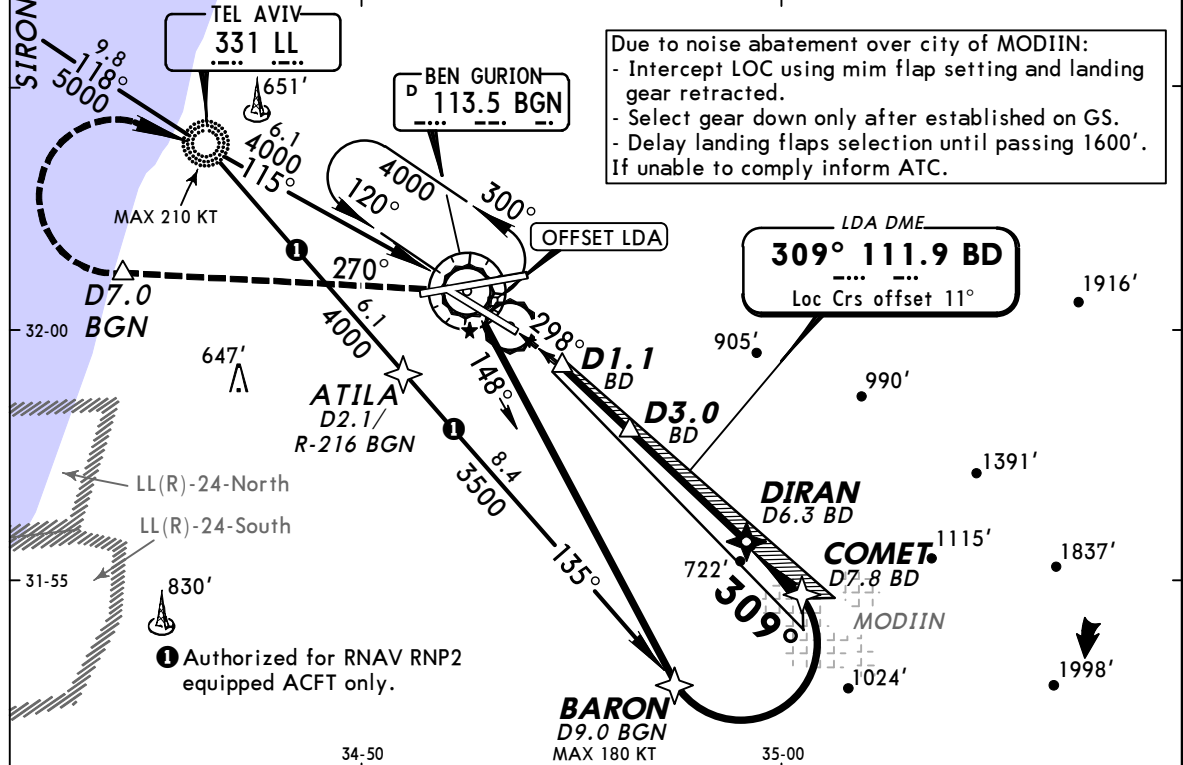 SIRON
9.8
118°
5000
TEL AVIV
331 LL
651'
BEN GURION
D 113.5 BGN
Due to noise abatement over city of MODIIN:
- Intercept LOC using mim flap setting and landing
gear retracted.
- Select gear down only after established on GS.
- Delay landing flaps selection until passing 1600'.
If unable to comply inform ATC.
6.1
4000
115°
MAX 210 KT
4000
120°
300°
OFFSET LDA
LDA DME
309° 111.9 BD
Loc Crs offset 11°
1
D7.0
BGN
270°
6.1
4000
1916'
32-00
298°
905'
647'
D1.1
BD
990'
ATILA
D2.1/
R-216 BGN
148°
D3.0
BD
1
8.4
3500
1391'
LL(R)-24-North
LL(R)-24-South
DIRAN
D6.3 BD
31-55
135°
722'
COMET
D7.8 BD
1115'
1837'
830'
309°
MODIIN
1 Authorized for RNAV RNP2
equipped ACFT only.
1024'
1998'
BARON
D9.0 BGN
MAX 180 KT
34-50
35-00